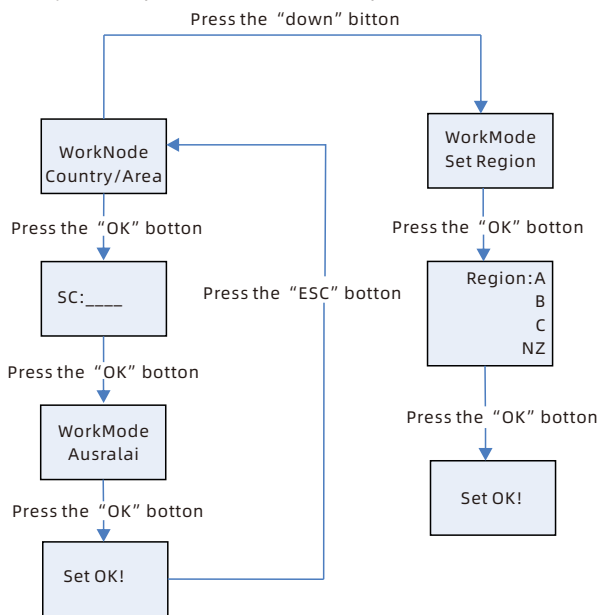 Press the “down” bitton
WorkNode
Country/Area
Press the “OK” botton
SC:____
Press the “OK” botton
WorkMode
Ausralai
Press the “OK” botton
Set OK!
Press the “ESC” botton
WorkMode
Set Region
Press the “OK” botton
Region:A
B
C
NZ
Press the “OK” botton
Set OK!